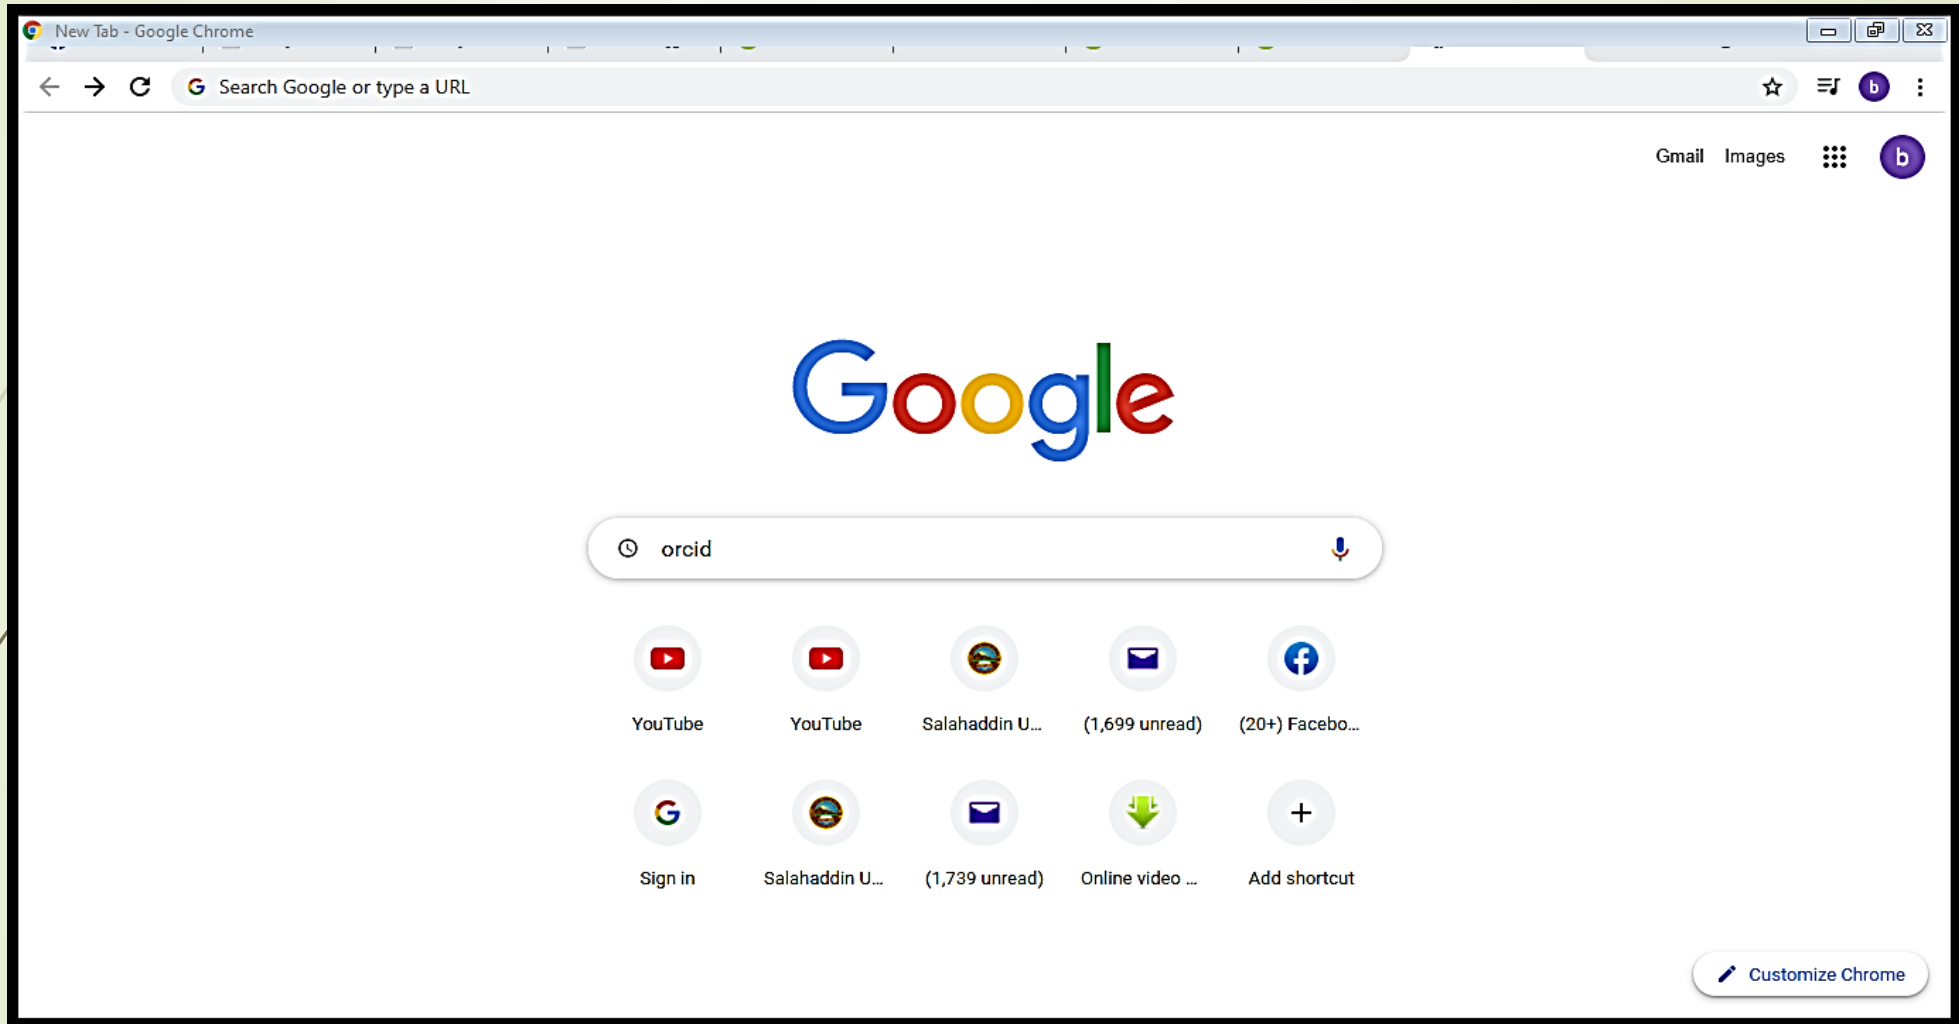 New Tab - Google Chrome
Search Google or type a URL
b
Gmail Images
b
Google
orcid
YouTube YouTube Salahaddin U... (1,699 unread) (20+) Facebo...
Sign in Salahaddin U... (1,739 unread) Online video ... Add shortcut
Customize Chrome